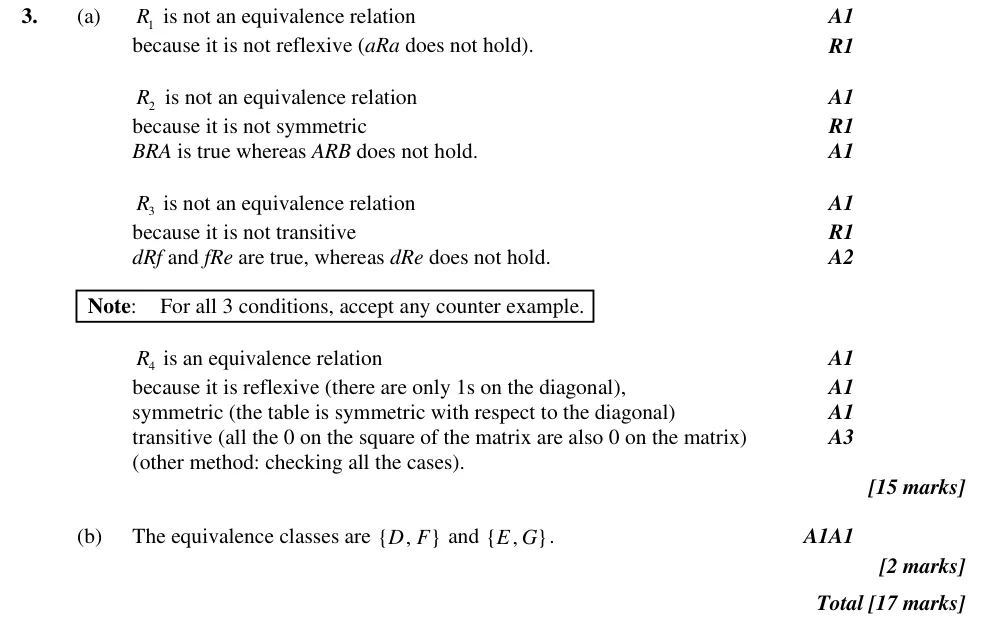 3. (a) R₁ is not an equivalence relation A1
because it is not reflexive (aRa does not hold). R1
R₂ is not an equivalence relation A1
because it is not symmetric R1
BRA is true whereas ARB does not hold. A1
R₃ is not an equivalence relation A1
because it is not transitive R1
dRf and fRe are true, whereas dRe does not hold. A2
Note: For all 3 conditions, accept any counter example.
R₄ is an equivalence relation A1
because it is reflexive (there are only 1s on the diagonal), A1
symmetric (the table is symmetric with respect to the diagonal) A1
transitive (all the 0 on the square of the matrix are also 0 on the matrix) A3
(other method: checking all the cases).
[15 marks]
(b) The equivalence classes are {D, F} and {E, G}. A1A1
[2 marks]
Total [17 marks]